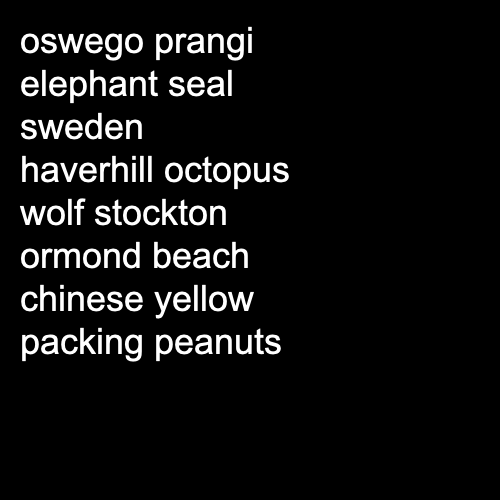 oswego prangi
elephant seal
sweden
haverhill octopus
wolf stockton
ormond beach
chinese yellow
packing peanuts